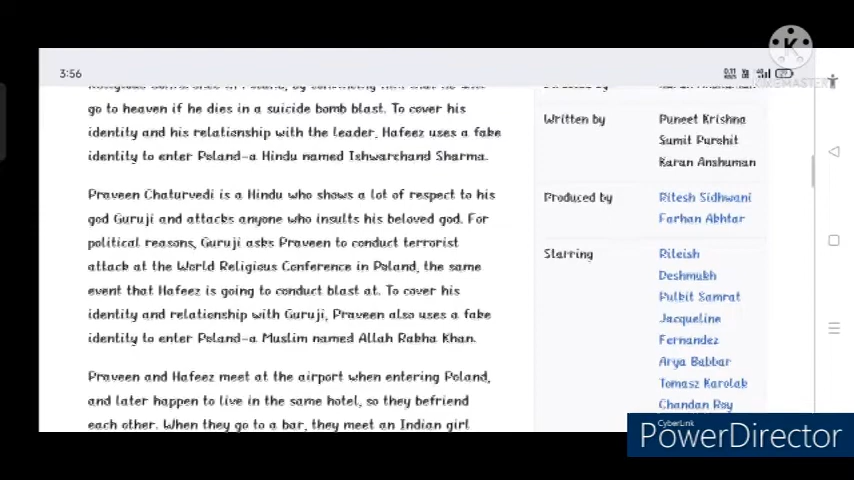 3:56
go to heaven if he dies in a suicide bomb blast. To cover his
identity and his relationship with the leader, Hafeez uses a fake
identity to enter Poland-a Hindu named Ishwarchand Sharma.
Praveen Chaturvedi is a Hindu who shows a lot of respect to his
god Guruji and attacks anyone who insults his beloved god. For
political reasons, Guruji asks Praveen to conduct terrorist
attack at the World Religious Conference in Poland, the same
event that Hafeez is going to conduct blast at. To cover his
identity and relationship with Guruji, Praveen also uses a fake
identity to enter Poland-a Muslim named Allah Rakha Khan.
Praveen and Hafeez meet at the airport when entering Poland,
and later happen to live in the same hotel, so they befriend
each other. When they go to a bar, they meet an Indian girl
Written by
Puneet Krishna
Sumit Purohit
Karan Anshuman
Produced by
Ritesh Sidhwani
Farhan Akhtar
Starring
Riteish
Deshmukh
Pulkit Samrat
Jacqueline
Fernandez
Arya Babbar
Tomasz Karolak
Chandan Roy
K
CyberLink
PowerDirector